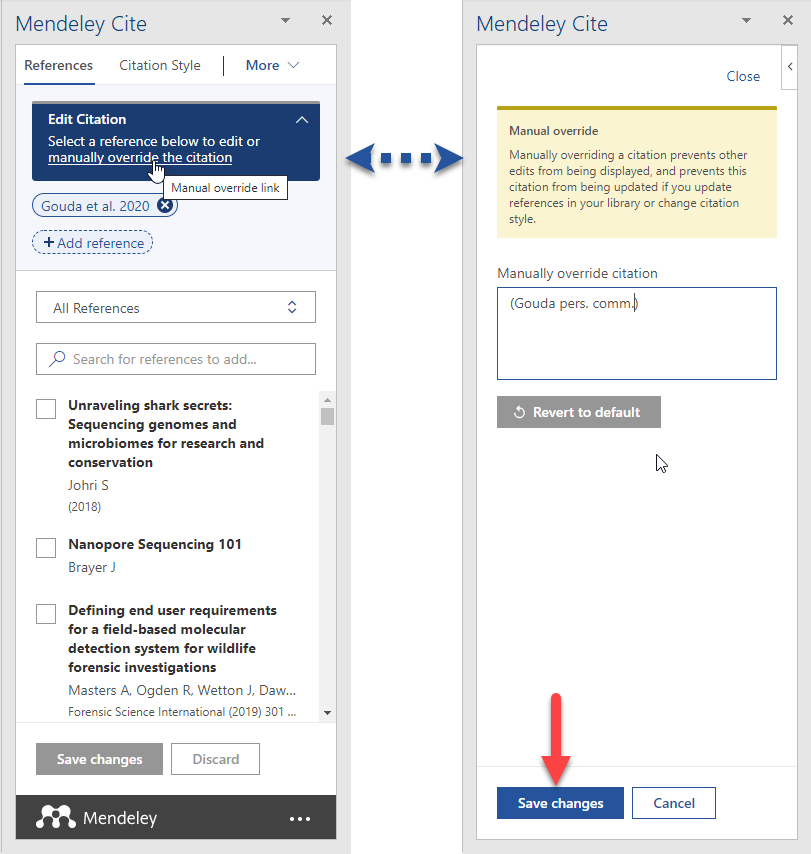 Mendeley Cite
References Citation Style More
Edit Citation
Select a reference below to edit or
manually override the citation
Manual override link
Gouda et al. 2020
+ Add reference
All References
Search for references to add...
Unraveling shark secrets:
Sequencing genomes and
microbiomes for research and
conservation
Johri S
(2018)
Nanopore Sequencing 101
Brayer J
Defining end user requirements
for a field-based molecular
detection system for wildlife
forensic investigations
Masters A, Ogden R, Wetton J, Daw...
Forensic Science International (2019) 301 ...
Save changes Discard
Mendeley ...
Mendeley Cite
Close
Manual override
Manually overriding a citation prevents other
edits from being displayed, and prevents this
citation from being updated if you update
references in your library or change citation
style.
Manually override citation
(Gouda pers. comm.)
Revert to default
Save changes Cancel